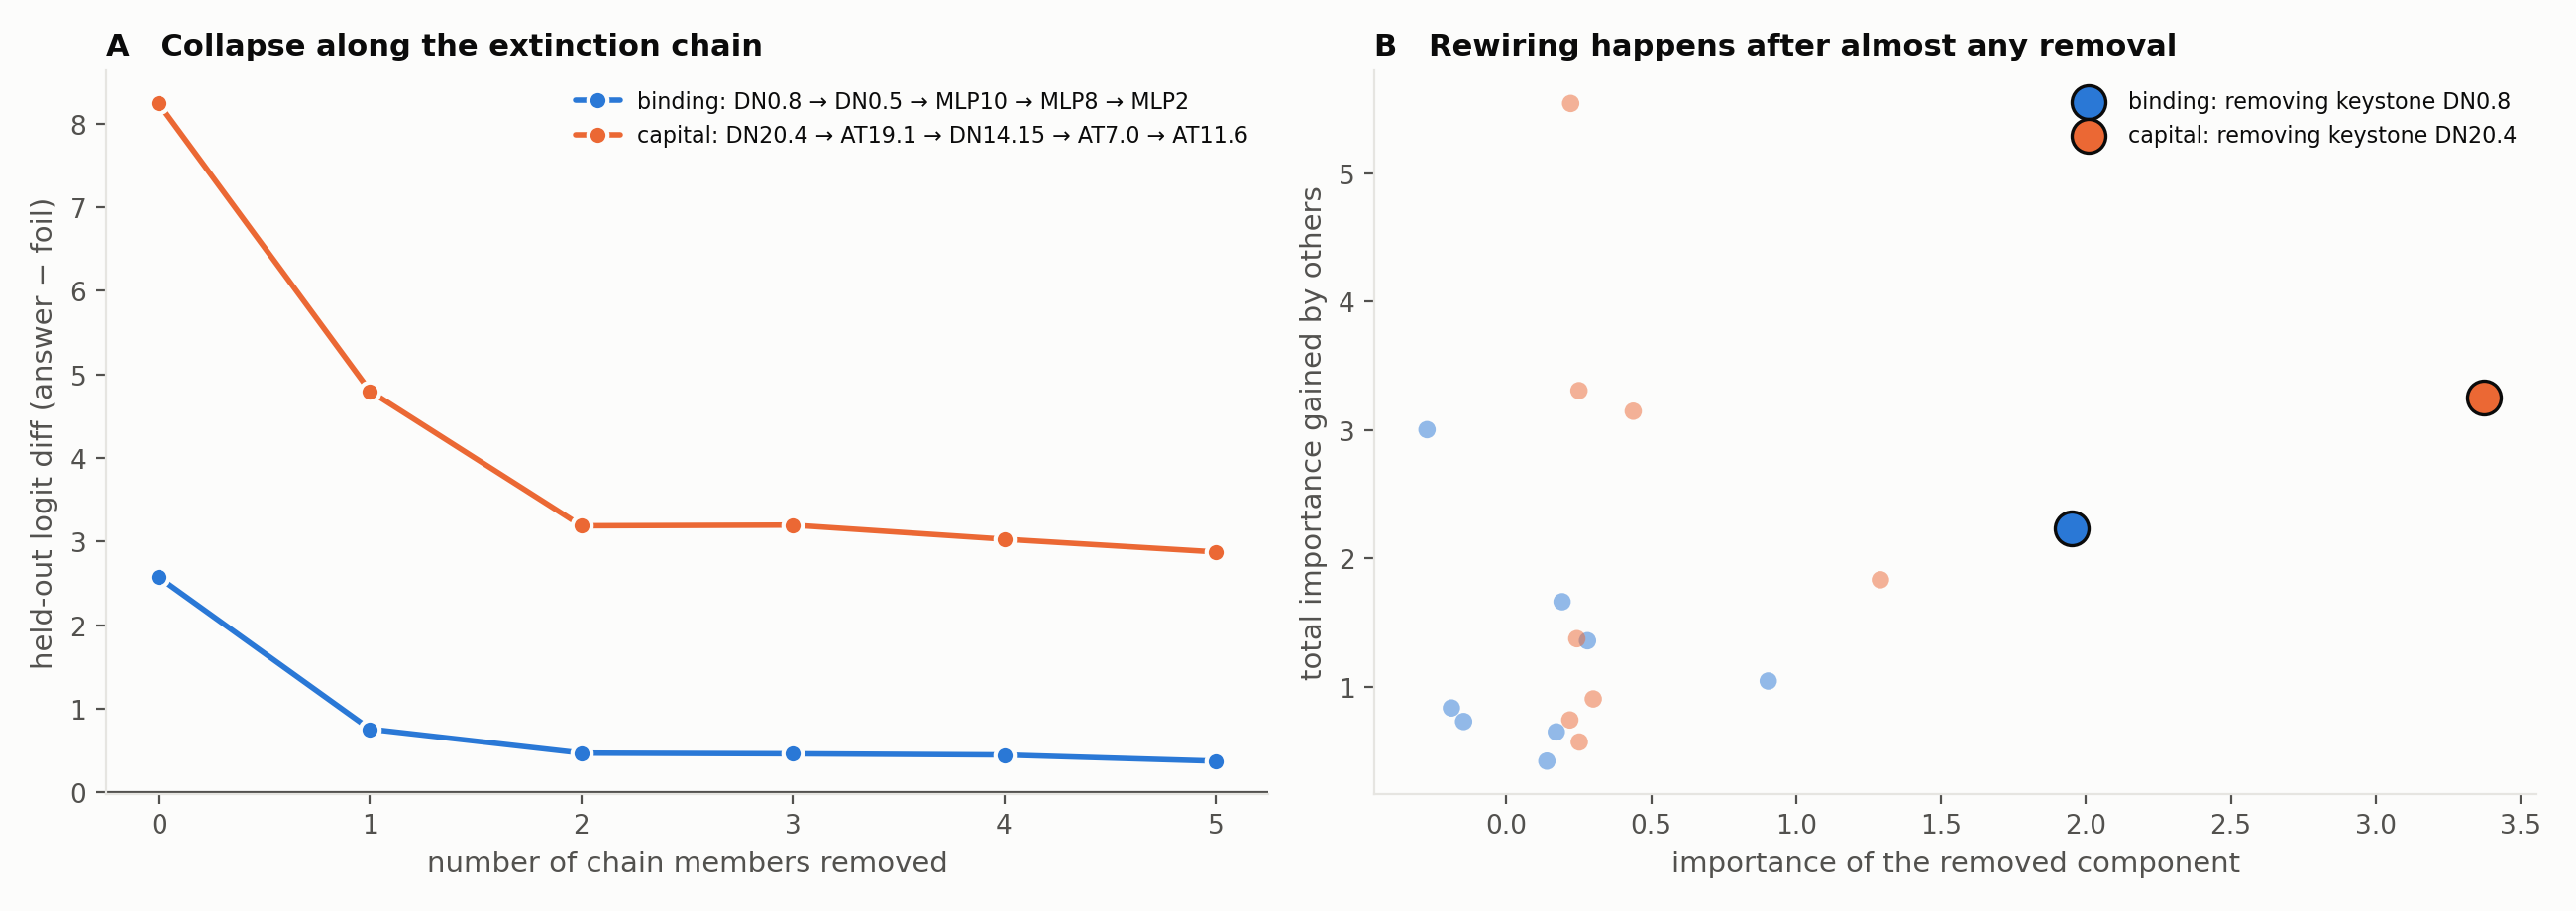 A Collapse along the extinction chain
binding: DN0.8 → DN0.5 → MLP10 → MLP8 → MLP2
capital: DN20.4 → AT19.1 → DN14.15 → AT7.0 → AT11.6
held-out logit diff (answer − foil)
8
7
6
5
4
3
2
1
0
0 1 2 3 4 5
number of chain members removed
B Rewiring happens after almost any removal
binding: removing keystone DN0.8
capital: removing keystone DN20.4
total importance gained by others
5
4
3
2
1
0.0 0.5 1.0 1.5 2.0 2.5 3.0 3.5
importance of the removed component